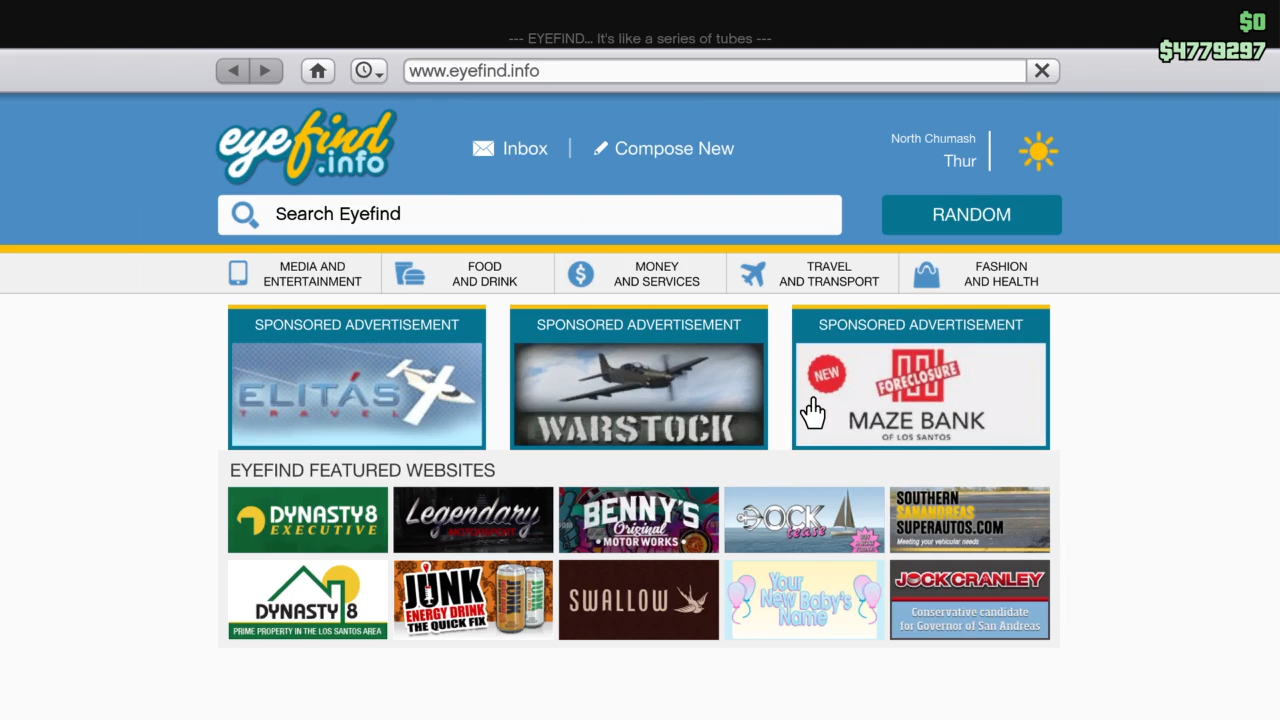 $0
--- EYEFIND... It's like a series of tubes ---
$4779297
www.eyefind.info
eyefind
.info
Inbox
Compose New
North Chumash
Thur
Search Eyefind
RANDOM
MEDIA AND
ENTERTAINMENT
FOOD
AND DRINK
MONEY
AND SERVICES
TRAVEL
AND TRANSPORT
FASHION
AND HEALTH
SPONSORED ADVERTISEMENT
SPONSORED ADVERTISEMENT
SPONSORED ADVERTISEMENT
ELITÁS
TRAVEL
WARSTOCK
NEW
FORECLOSURE
MAZE BANK
OF LOS SANTOS
EYEFIND FEATURED WEBSITES
DYNASTY 8
EXECUTIVE
Legendary
MOTORSPORT
BENNY'S
Original
MOTOR WORKS
DOCK
tease
SOUTHERN
SANANDREAS
SUPERAUTOS.COM
Meeting your vehicular needs
DYNASTY 8
PRIME PROPERTY IN THE LOS SANTOS AREA
JUNK
ENERGY DRINK
THE QUICK FIX
SWALLOW
Your
New Baby's
Name
JOCK CRANLEY
Conservative candidate
for Governor of San Andreas